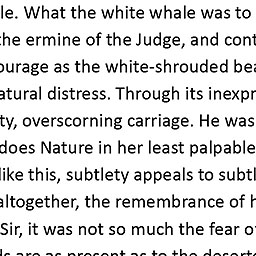 le. What the white whale was to
the ermine of the Judge, and cont
ourage as the white-shrouded bea
atural distress. Through its inexpr
ty, overscorning carriage. He was
does Nature in her least palpable
like this, subtlety appeals to subtl
altogether, the remembrance of h
Sir, it was not so much the fear of
ds are as present as to the deserte